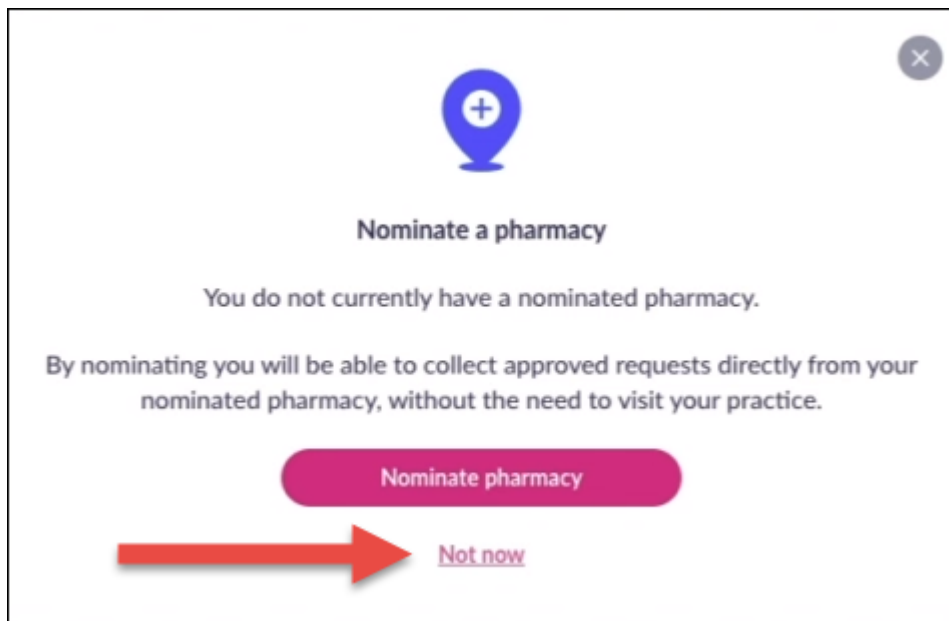 Nominate a pharmacy
You do not currently have a nominated pharmacy.
By nominating you will be able to collect approved requests directly from your
nominated pharmacy, without the need to visit your practice.
Nominate pharmacy
Not now